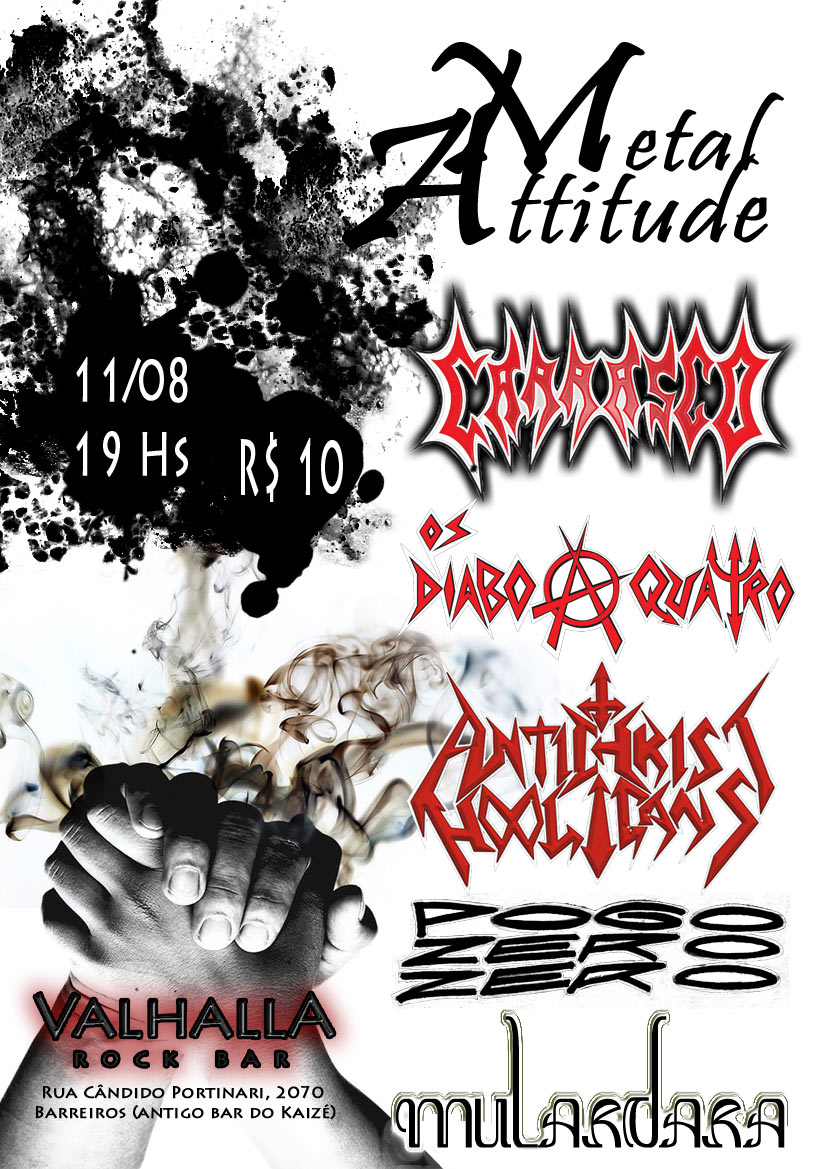 Metal
Attitude
11/08
19 Hs
R$ 10
CARRASCO
OS
DIABO A QUATRO
ANTICHRIST
HOOLIGANS
POGO
ZERO
ZERO
VALHALLA
ROCK BAR
Rua Cândido Portinari, 2070
Barreiros (antigo bar do Kaizé)
mulardara